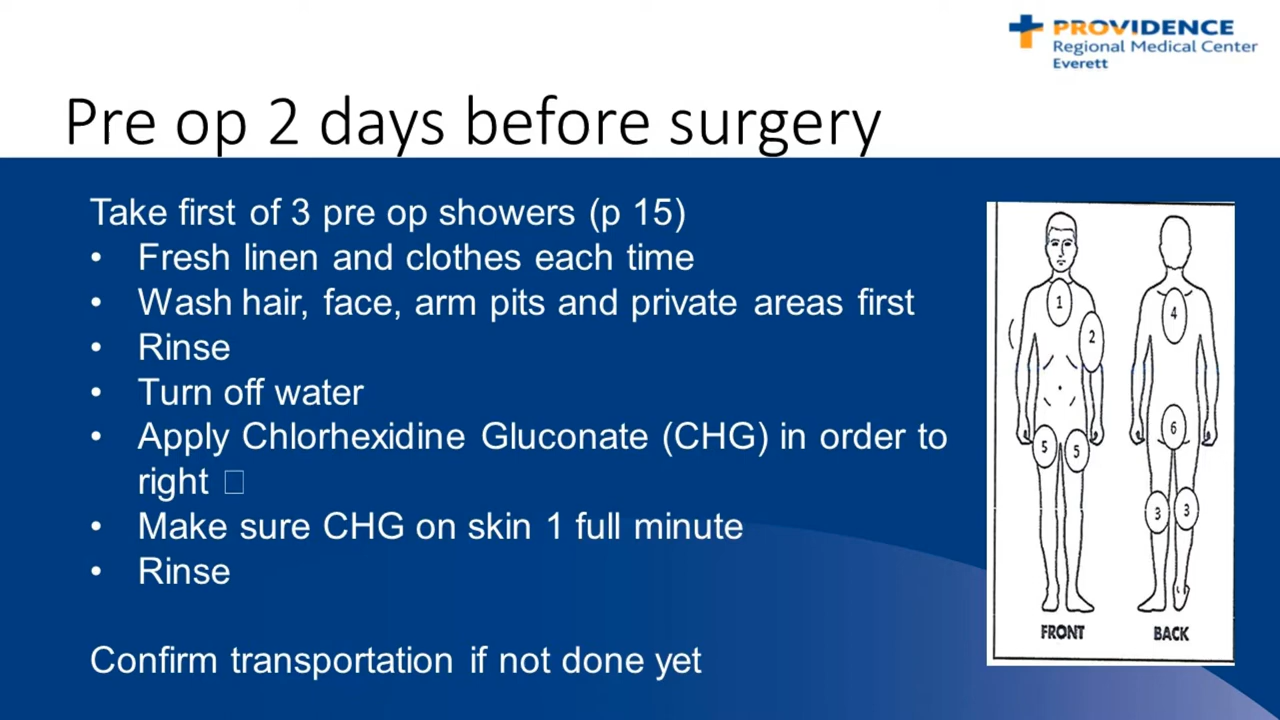 PROVIDENCE
Regional Medical Center
Everett
Pre op 2 days before surgery
Take first of 3 pre op showers (p 15)
• Fresh linen and clothes each time
• Wash hair, face, arm pits and private areas first
• Rinse
• Turn off water
• Apply Chlorhexidine Gluconate (CHG) in order to
right □
• Make sure CHG on skin 1 full minute
• Rinse
Confirm transportation if not done yet
1
2
4
5 5
6
3 3
FRONT BACK